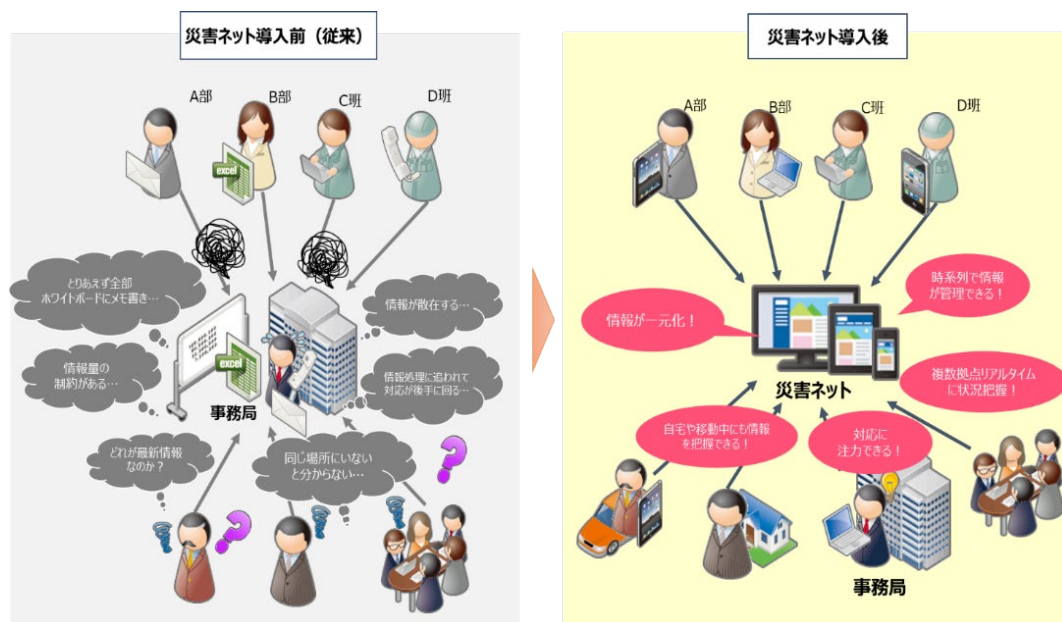 災害ネット導入前（従来）
A部
B部
C班
D班
excel
とりあえず全部
ホワイトボードにメモ書き…
情報が散在する…
情報量の
制約がある…
excel
情報処理に追われて
対応が後手に回る…
事務局
どれが最新情報
なのか？
同じ場所にいない
と分からない…
災害ネット導入後
A部
B部
C班
D班
時系列で情報
が管理できる！
情報が一元化！
複数拠点リアルタイム
に状況把握！
災害ネット
自宅や移動中にも情報
を把握できる！
対応に
注力できる！
事務局